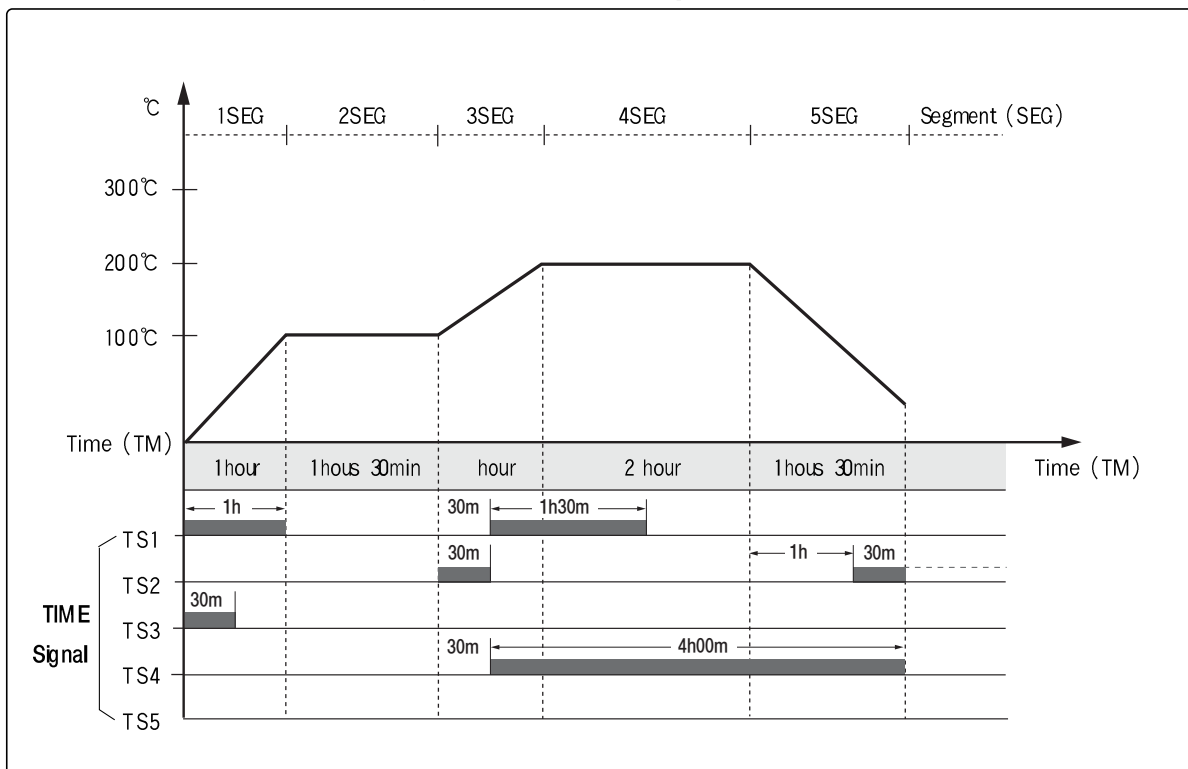 ℃
1SEG 2SEG 3SEG 4SEG 5SEG Segment (SEG)
300℃
200℃
100℃
Time (TM)
1hour 1hous 30min hour 2 hour 1hous 30min Time (TM)
1h 30m 1h30m
TS1
30m 1h 30m
TS2
30m
TIME
TS3
Signal
30m 4h00m
TS4
TS5